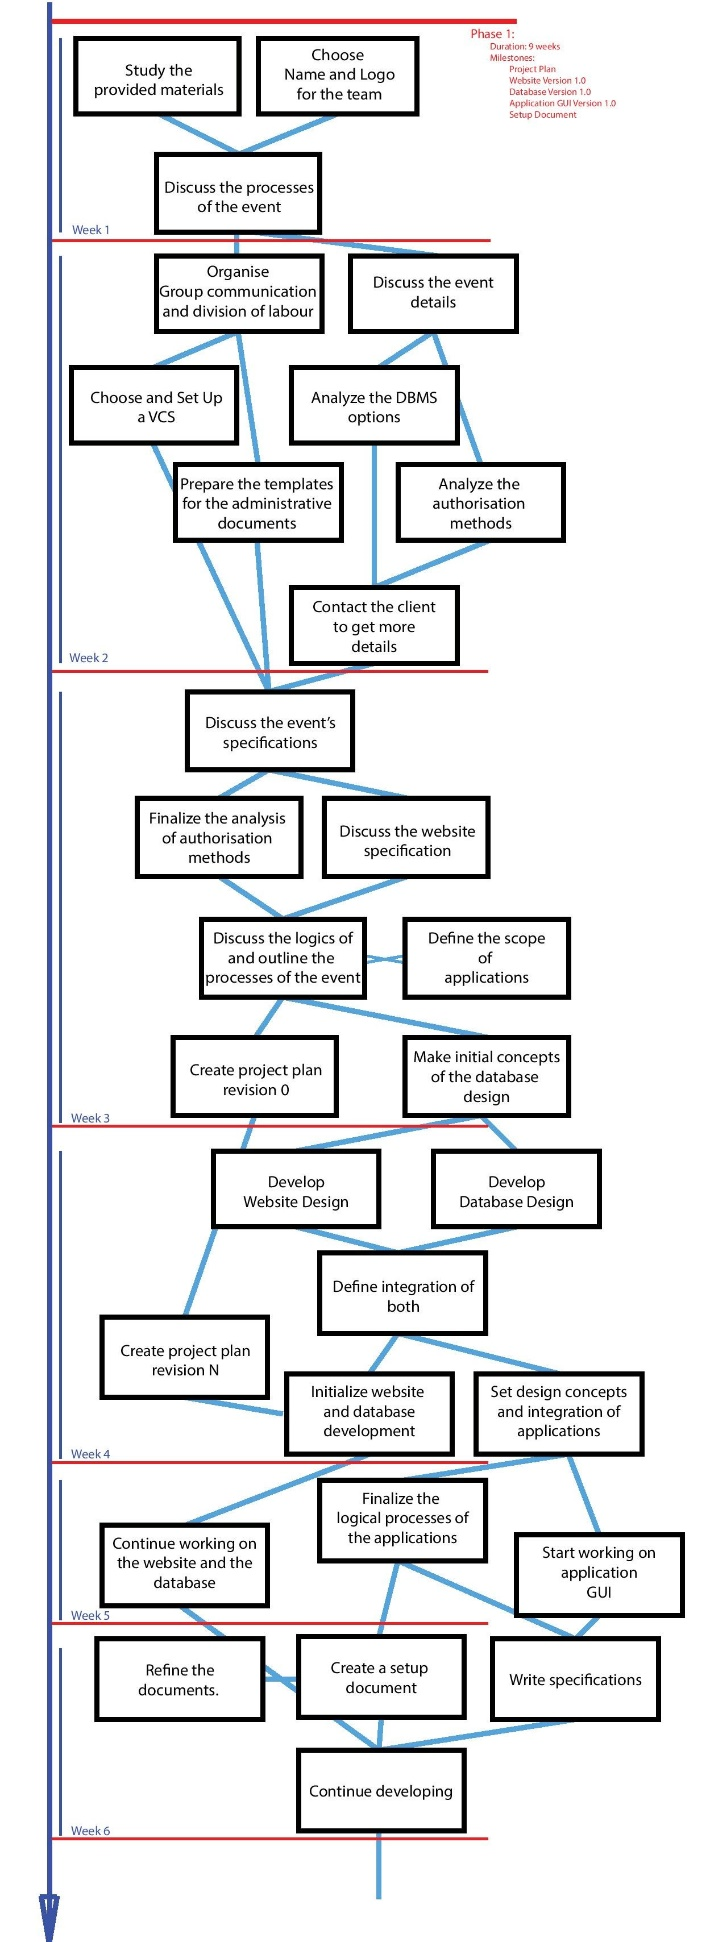 Phase 1:
Duration: 9 weeks
Milestones:
Project Plan
Website Version 1.0
Database Version 1.0
Application GUI Version 1.0
Setup Document
Study the
provided materials
Choose
Name and Logo
for the team
Discuss the processes
of the event
Week 1
Organise
Group communication
and division of labour
Discuss the event
details
Choose and Set Up
a VCS
Analyze the DBMS
options
Prepare the templates
for the administrative
documents
Analyze the
authorisation
methods
Contact the client
to get more
details
Week 2
Discuss the event's
specifications
Finalize the analysis
of authorisation
methods
Discuss the website
specification
Discuss the logics of
and outline the
processes of the event
Define the scope
of
applications
Create project plan
revision 0
Make initial concepts
of the database
design
Week 3
Develop
Website Design
Develop
Database Design
Define integration of
both
Create project plan
revision N
Initialize website
and database
development
Set design concepts
and integration of
applications
Week 4
Finalize the
logical processes of
the applications
Continue working on
the website and the
database
Start working on
application
GUI
Week 5
Refine the
documents.
Create a setup
document
Write specifications
Continue developing
Week 6